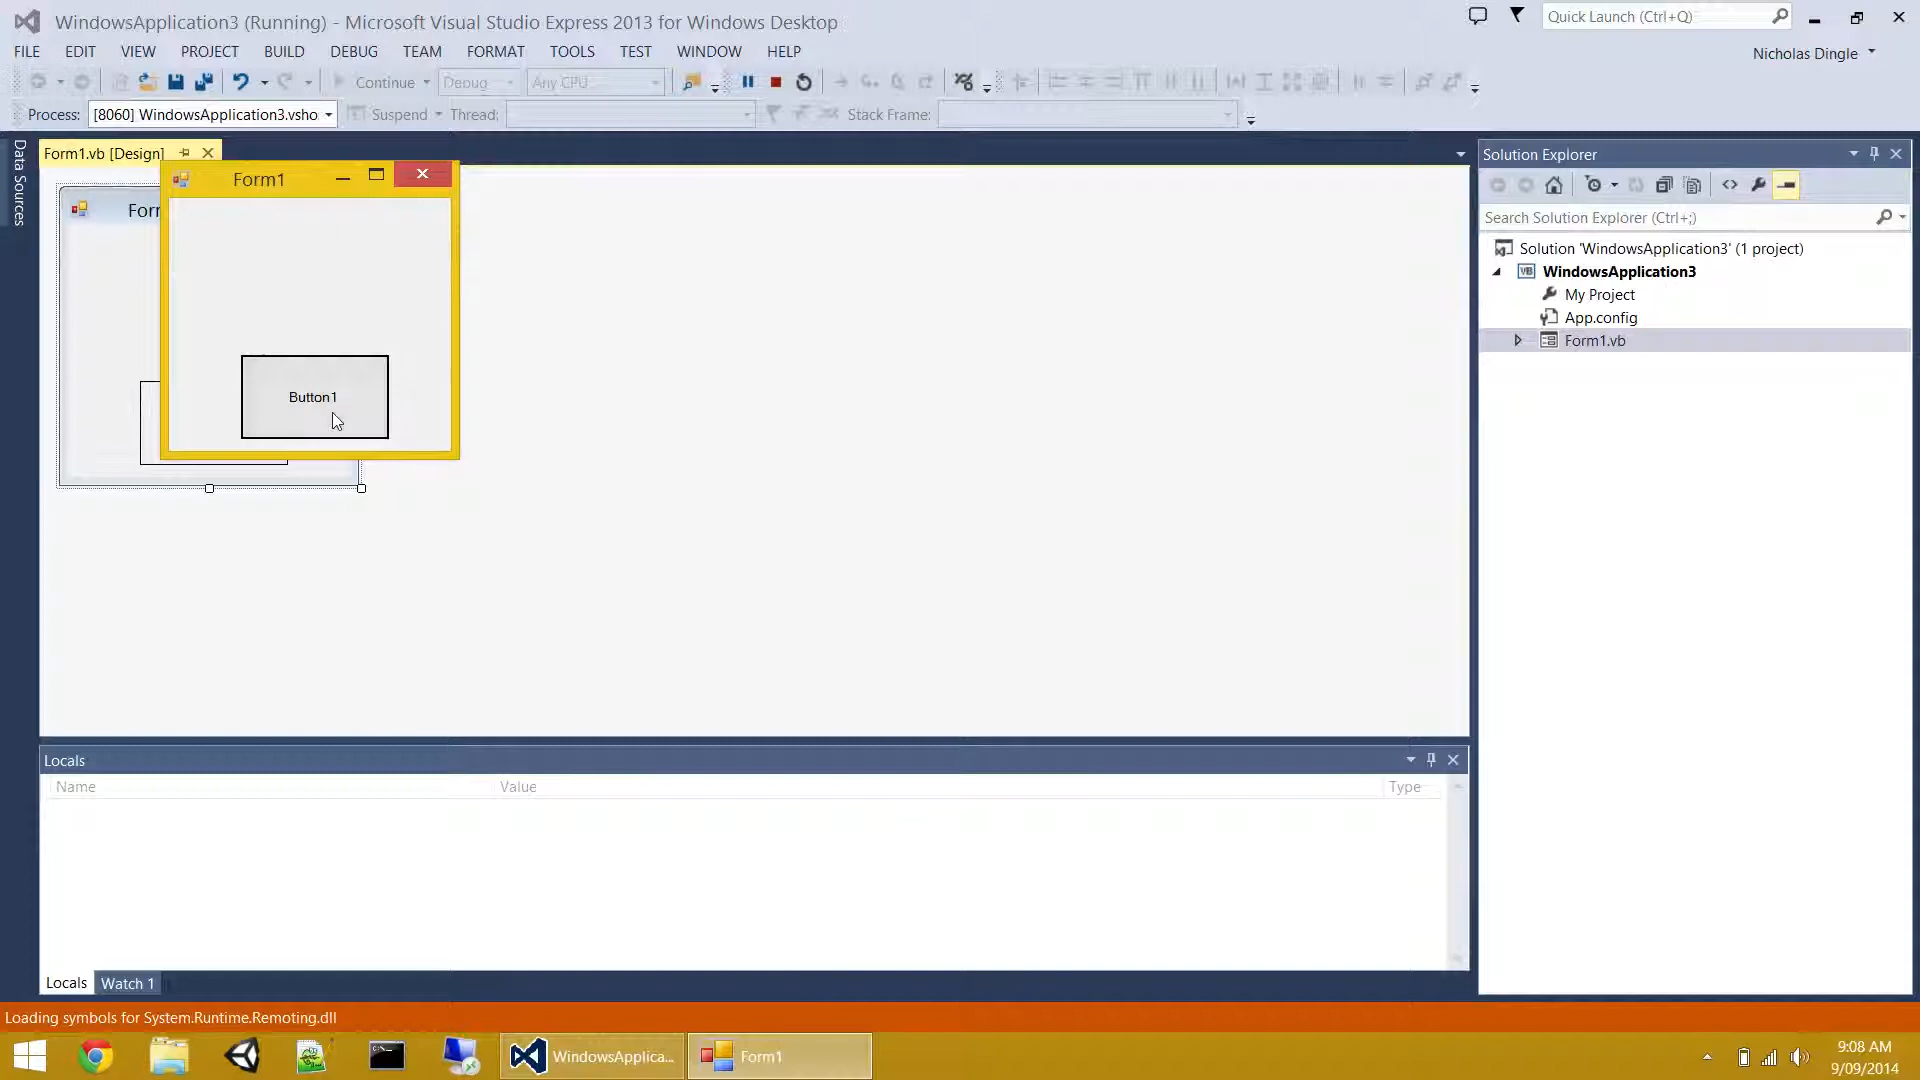 WindowsApplication3 (Running) - Microsoft Visual Studio Express 2013 for Windows Desktop
Quick Launch (Ctrl+Q)
FILE EDIT VIEW PROJECT BUILD DEBUG TEAM FORMAT TOOLS TEST WINDOW HELP
Nicholas Dingle
Continue Debug Any CPU
Process: [8060] WindowsApplication3.vsho Suspend Thread: Stack Frame:
Data Sources
Form1.vb [Design]
Form1
For
Button1
Solution Explorer
Search Solution Explorer (Ctrl+;)
Solution 'WindowsApplication3' (1 project)
VB WindowsApplication3
My Project
App.config
Form1.vb
Locals
Name Value Type
Locals Watch 1
Loading symbols for System.Runtime.Remoting.dll
WindowsApplica...
Form1
9:08 AM
9/09/2014